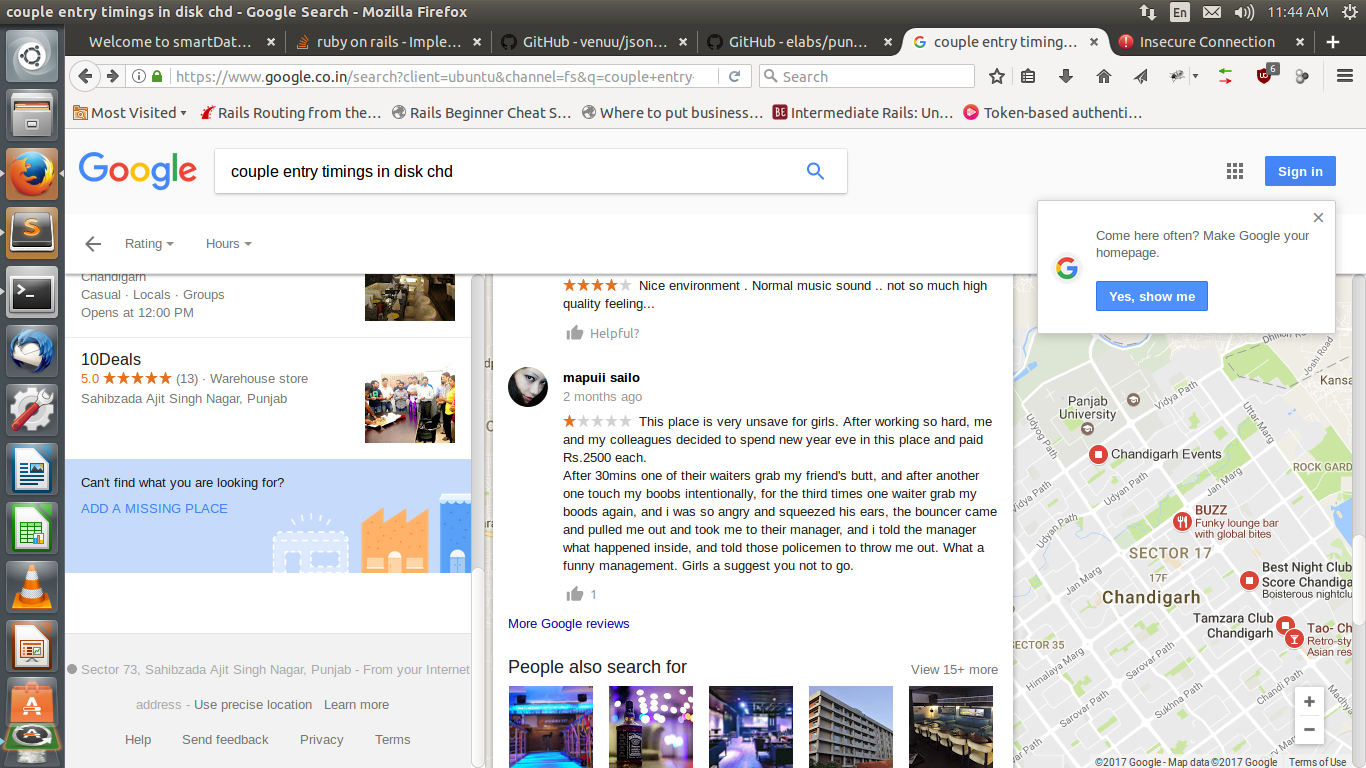 couple entry timings in disk chd - Google Search - Mozilla Firefox
En
11:44 AM
Welcome to smartDat…
ruby on rails - Imple…
GitHub - venuu/json…
GitHub - elabs/pun…
couple entry timing…
Insecure Connection
https://www.google.co.in/search?client=ubuntu&channel=fs&q=couple+entry-
Search
6
Most Visited
Rails Routing from the…
Rails Beginner Cheat S…
Where to put business…
BE
Intermediate Rails: Un…
Token-based authenti…
Google
couple entry timings in disk chd
Sign in
Rating
Hours
Come here often? Make Google your
homepage.
Yes, show me
Chandigarh
Casual · Locals · Groups
Opens at 12:00 PM
10Deals
5.0 ★★★★★ (13) · Warehouse store
Sahibzada Ajit Singh Nagar, Punjab
Can't find what you are looking for?
ADD A MISSING PLACE
Sector 73, Sahibzada Ajit Singh Nagar, Punjab - From your Internet
address - Use precise location Learn more
Help Send feedback Privacy Terms
Nice environment . Normal music sound .. not so much high
quality feeling...
Helpful?
mapuii sailo
2 months ago
This place is very unsave for girls. After working so hard, me
and my colleagues decided to spend new year eve in this place and paid
Rs.2500 each.
After 30mins one of their waiters grab my friend's butt, and after another
one touch my boobs intentionally, for the third times one waiter grab my
boods again, and i was so angry and squeezed his ears, the bouncer came
and pulled me out and took me to their manager, and i told the manager
what happened inside, and told those policemen to throw me out. What a
funny management. Girls a suggest you not to go.
1
More Google reviews
People also search for
View 15+ more
Joshi Road
Kansa
Panjab
University
Vidya Path
Udyog Path
Uttar Marg
Chandigarh Events
ROCK GARD
Udyan Path
Jan Marg
BUZZ
Funky lounge bar
with global bites
Vidya Path
SECTOR 17
17F
Jan Marg
Best Night Club
Score Chandiga
Boisterous nightclu
Chandigarh
Tamzara Club
Chandigarh
Tao- Ch
Retro-sty
Asian res
SECTOR 35
Himalaya Marg
Sarovar Path
Sarovar Path
Sukhna Path
Chandi Path
©2017 Google - Map data ©2017 Google Terms of Use